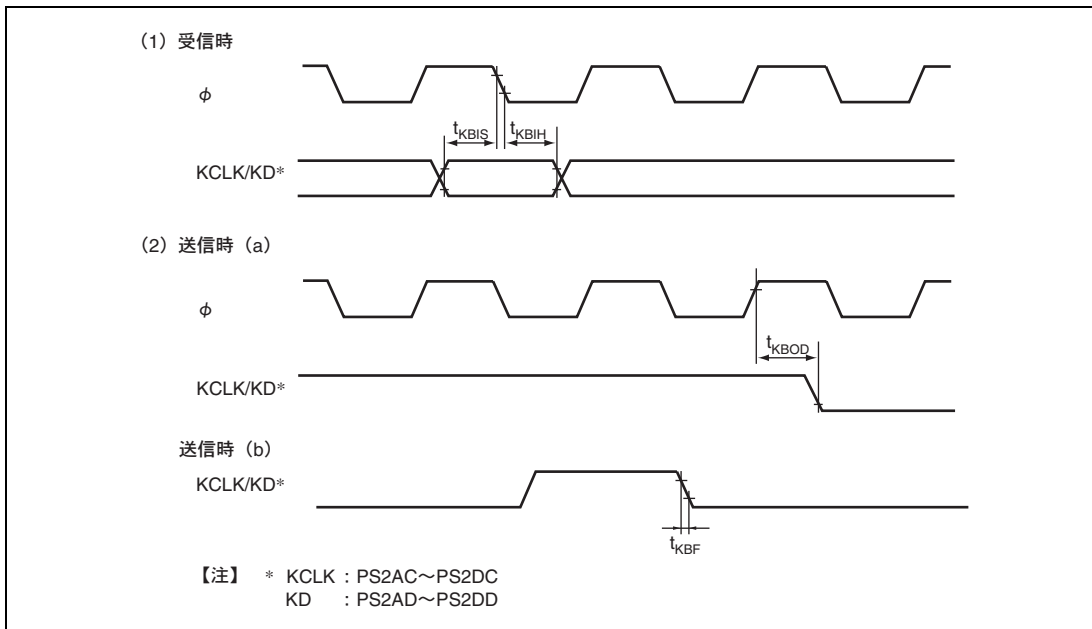 (1) 受信時
φ
tKBIS tKBIH
KCLK/KD*
(2) 送信時 (a)
φ
tKBOD
KCLK/KD*
送信時 (b)
KCLK/KD*
tKBF
【注】 * KCLK : PS2AC～PS2DC
KD : PS2AD～PS2DD